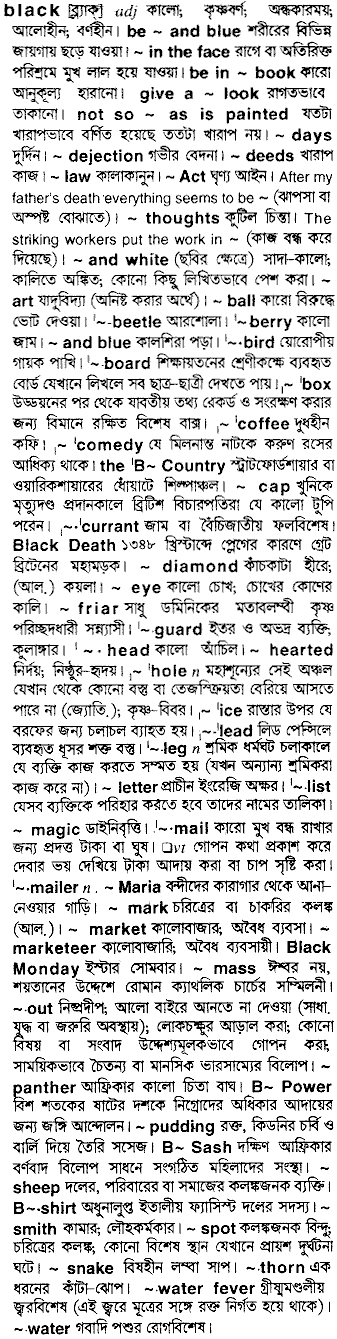 black [ব্ল্যাক্] adj কালো; কৃষ্ণবর্ণ; অন্ধকারময়;
আলোহীন; বর্ণহীন। be ~ and blue শরীরের বিভিন্ন
জায়গায় ছড়ে যাওয়া। ~ in the face রাগে বা অতিরিক্ত
পরিশ্রমে মুখ লাল হয়ে যাওয়া। be in ~ book কারো
আনুকূল্য হারানো। give a ~ look রাগতভাবে
তাকানো। not so ~ as is painted যতটা
খারাপভাবে বর্ণিত হয়েছে ততটা খারাপ নয়। ~ days
দুর্দিন। ~ dejection গভীর বেদনা। ~ deeds খারাপ
কাজ। ~ law কালাকানুন। ~ Act ঘৃণ্য আইন। After my
father's death everything seems to be ~ (ঝাপসা বা
অস্পষ্ট বোঝাতে)। ~ thoughts কুটিল চিন্তা। The
striking workers put the work in ~ (কাজ বন্ধ করে
দিয়েছে)। ~ and white (ছবির ক্ষেত্রে) সাদা-কালো;
কালিতে অঙ্কিত; কোনো কিছু লিখিতভাবে পেশ করা। ~
art যাদুবিদ্যা (অনিষ্ট করার অর্থে)। ~ ball কারো বিরুদ্ধে
ভোট দেওয়া। ˈ~-beetle আরশোলা। ˈ~berry কালো
জাম। ~ and blue কালশিরা পড়া। ˈ~-bird য়োরোপীয়
গায়ক পাখি। ˈ~-board শিক্ষায়তনের শ্রেণীকক্ষে ব্যবহৃত
বোর্ড যেখানে লিখলে সব ছাত্র-ছাত্রী দেখতে পায়। ~ ˈbox
উড্ডয়নের পর থেকে যাবতীয় তথ্য রেকর্ড ও সংরক্ষণ করার
জন্য বিমানে রক্ষিত বিশেষ বাক্স। ~ ˈcoffee দুধহীন
কফি। ~ ˈcomedy যে মিলনান্ত নাটকে করুণ রসের
আধিক্য থাকে। the ˈB~ Country স্ট্রাটফোর্ডশায়ার বা
ওয়ারিকশায়ারের ধোঁয়াটে শিল্পাঞ্চল। ~ cap খুনিকে
মৃত্যুদণ্ড প্রদানকালে ব্রিটিশ বিচারপতিরা যে কালো টুপি
পরেন। ~-ˈcurrant জাম বা বৈঁচিজাতীয় ফলবিশেষ।
Black Death ১৩৪৮ খ্রিস্টাব্দে প্লেগের কারণে গ্রেট
ব্রিটেনের মহামড়ক। ~ diamond কাঁচকাটা হীরে;
(আল.) কয়লা। ~ eye কালো চোখ; চোখের কোণের
কালি। ~ friar সাধু ডমিনিকের মতাবলম্বী কৃষ্ণ
পরিচ্ছদধারী সন্ন্যাসী। ˈ~-guard ইতর ও অভদ্র ব্যক্তি;
কুলাঙ্গার। ˈ~-head কালো আঁচিল। ~ hearted
নির্দয়; নিষ্ঠুর-হৃদয়। ~ ˈhole n মহাশূন্যের সেই অঞ্চল
যেখান থেকে কোনো বস্তু বা তেজস্ক্রিয়তা বেরিয়ে আসতে
পারে না (জ্যোতি.); কৃষ্ণ-বিবর। ~ ˈice রাস্তার উপর যে
বরফের জন্য চলাচল ব্যাহত হয়। ~ ˈlead লিড পেন্সিলে
ব্যবহৃত ধূসর শক্ত বস্তু। ˈ~-leg n শ্রমিক ধর্মঘট চলাকালে
যে ব্যক্তি কাজ করতে সম্মত হয় (যখন অন্যান্য শ্রমিকরা
কাজ করে না)। ~ letter প্রাচীন ইংরেজি অক্ষর। ˈ~-list
যেসব ব্যক্তিকে পরিহার করতে হবে তাদের নামের তালিকা।
~ magic ডাইনিবৃত্তি। ˈ~-mail কারো মুখ বন্ধ রাখার
জন্য প্রদত্ত টাকা বা ঘুষ। □vt গোপন কথা প্রকাশ করে
দেবার ভয় দেখিয়ে টাকা আদায় করা বা চাপ সৃষ্টি করা।
ˈ~-mailer n. ~ Maria বন্দীদের কারাগার থেকে আনা-
নেওয়ার গাড়ি। ~ mark চরিত্রের বা চাকরির কলঙ্ক
(আল.)। ~ market কালোবাজার; অবৈধ ব্যবসা। ~
marketeer কালোবাজারি; অবৈধ ব্যবসায়ী। Black
Monday ইস্টার সোমবার। ~ mass ঈশ্বর নয়,
শয়তানের উদ্দেশে রোমান ক্যাথলিক চার্চের সম্মিলনী।
~-out নিষ্প্রদীপ; আলো বাইরে আনতে না দেওয়া (সাধা.
যুদ্ধ বা জরুরি অবস্থায়); লোকচক্ষুর আড়াল করা; কোনো
বিষয় বা সংবাদ উদ্দেশ্যমূলকভাবে গোপন করা;
সাময়িকভাবে চৈতন্য বা মানসিক ভারসাম্যের বিলোপ। ~
panther আফ্রিকার কালো চিতা বাঘ। B~ Power
বিশ শতকের ষাটের দশকে নিগ্রোদের অধিকার আদায়ের
জন্য জঙ্গি আন্দোলন। ~ pudding রক্ত, কিডনির চর্বি ও
বার্লি দিয়ে তৈরি সসেজ। B~ Sash দক্ষিণ আফ্রিকার
বর্ণবাদ বিলোপ সাধনে সংগঠিত মহিলাদের সংস্থা। ~
sheep দলের, পরিবারের বা সমাজের কলঙ্কজনক ব্যক্তি।
B~-shirt অধুনালুপ্ত ইতালীয় ফ্যাসিস্ট দলের সদস্য। ~
smith কামার; লৌহকর্মকার। ~ spot কলঙ্কজনক বিন্দু;
চরিত্রের কলঙ্ক; কোনো বিশেষ স্থান যেখানে প্রায়শ দুর্ঘটনা
ঘটে। ~ snake বিষহীন লম্বা সাপ। ~-thorn এক
ধরনের কাঁটা-ঝোপ। ~-water fever গ্রীষ্মমণ্ডলীয়
জ্বরবিশেষ (এই জ্বরে মূত্রের সঙ্গে রক্ত নির্গত হয়ে থাকে)।
~-water গবাদি পশুর রোগবিশেষ।